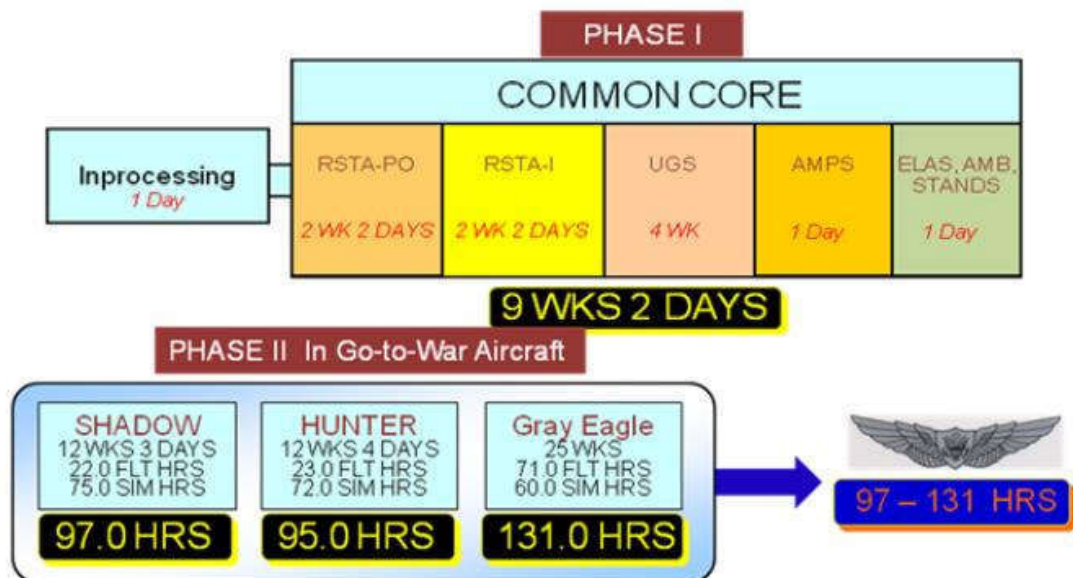 PHASE I
COMMON CORE
Inprocessing
1 Day
RSTA-PO
2 WK 2 DAYS
RSTA-I
2 WK 2 DAYS
UGS
4 WK
AMPS
1 Day
ELAS, AMB,
STANDS
1 Day
9 WKS 2 DAYS
PHASE II In Go-to-War Aircraft
SHADOW
12 WKS 3 DAYS
22.0 FLT HRS
75.0 SIM HRS
97.0 HRS
HUNTER
12 WKS 4 DAYS
23.0 FLT HRS
72.0 SIM HRS
95.0 HRS
Gray Eagle
25 WKS
71.0 FLT HRS
60.0 SIM HRS
131.0 HRS
97 – 131 HRS